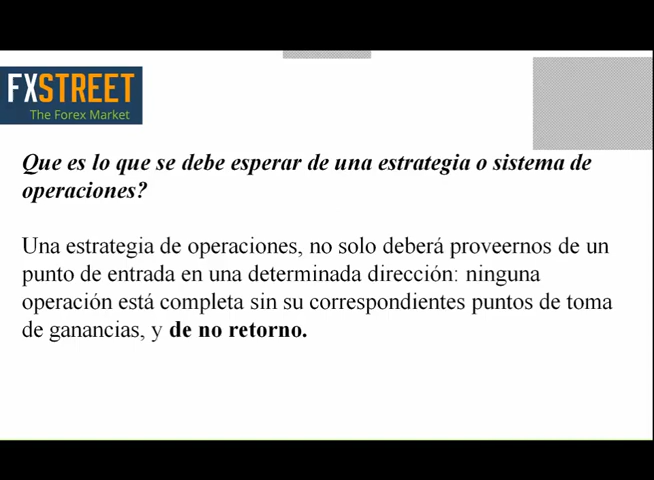 FXSTREET
The Forex Market
Que es lo que se debe esperar de una estrategia o sistema de
operaciones?
Una estrategia de operaciones, no solo deberá proveernos de un
punto de entrada en una determinada dirección: ninguna
operación está completa sin su correspondientes puntos de toma
de ganancias, y de no retorno.